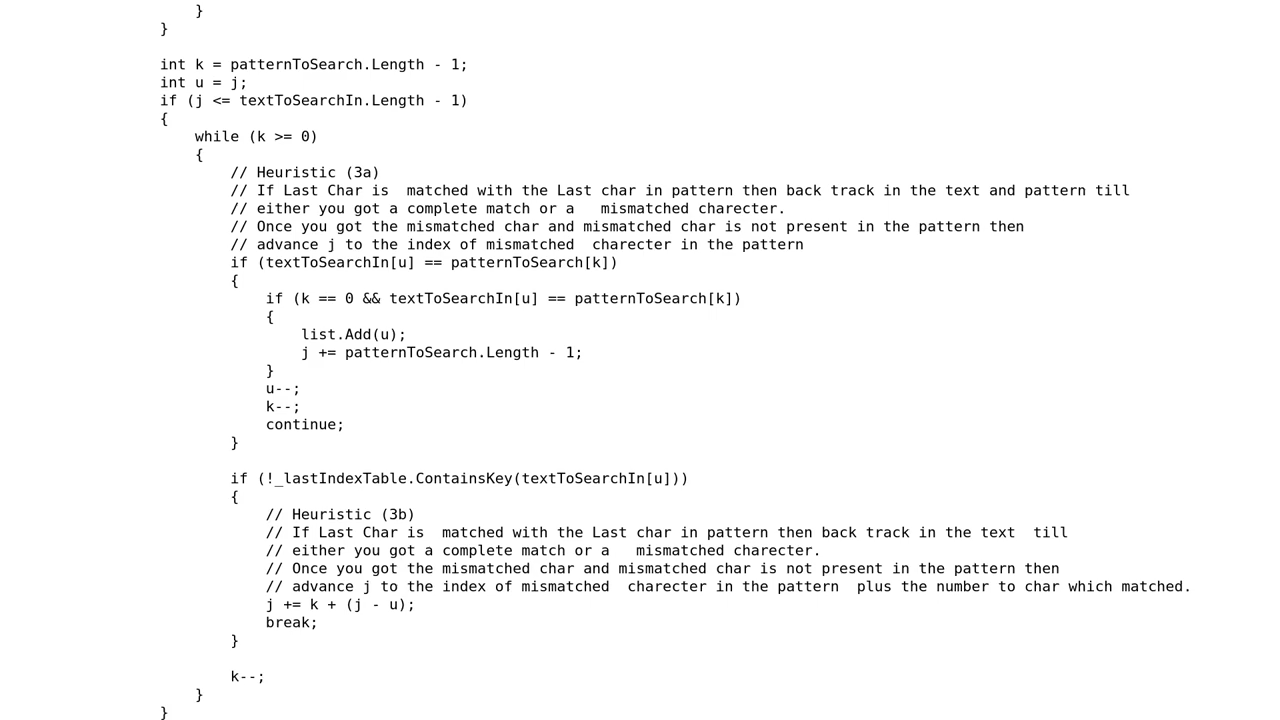 }
}
int k = patternToSearch.Length - 1;
int u = j;
if (j <= textToSearchIn.Length - 1)
{
while (k >= 0)
{
// Heuristic (3a)
// If Last Char is  matched with the Last char in pattern then back track in the text and pattern till
// either you got a complete match or a   mismatched charecter.
// Once you got the mismatched char and mismatched char is not present in the pattern then
// advance j to the index of mismatched  charecter in the pattern
if (textToSearchIn[u] == patternToSearch[k])
{
if (k == 0 && textToSearchIn[u] == patternToSearch[k])
{
list.Add(u);
j += patternToSearch.Length - 1;
}
u--;
k--;
continue;
}
if (!_lastIndexTable.ContainsKey(textToSearchIn[u]))
{
// Heuristic (3b)
// If Last Char is  matched with the Last char in pattern then back track in the text  till
// either you got a complete match or a   mismatched charecter.
// Once you got the mismatched char and mismatched char is not present in the pattern then
// advance j to the index of mismatched  charecter in the pattern  plus the number to char which matched.
j += k + (j - u);
break;
}
k--;
}
}